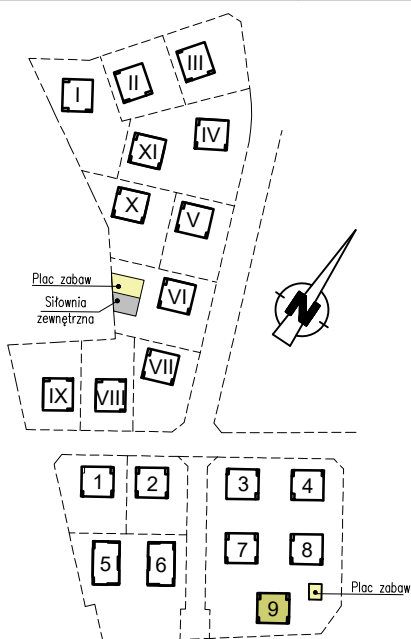 III
II
I
IV
XI
X
V
Plac zabaw
Siłownia
zewnętrzna
VI
N
VII
IX
VIII
1
2
3
4
5
6
7
8
Plac zabaw
9